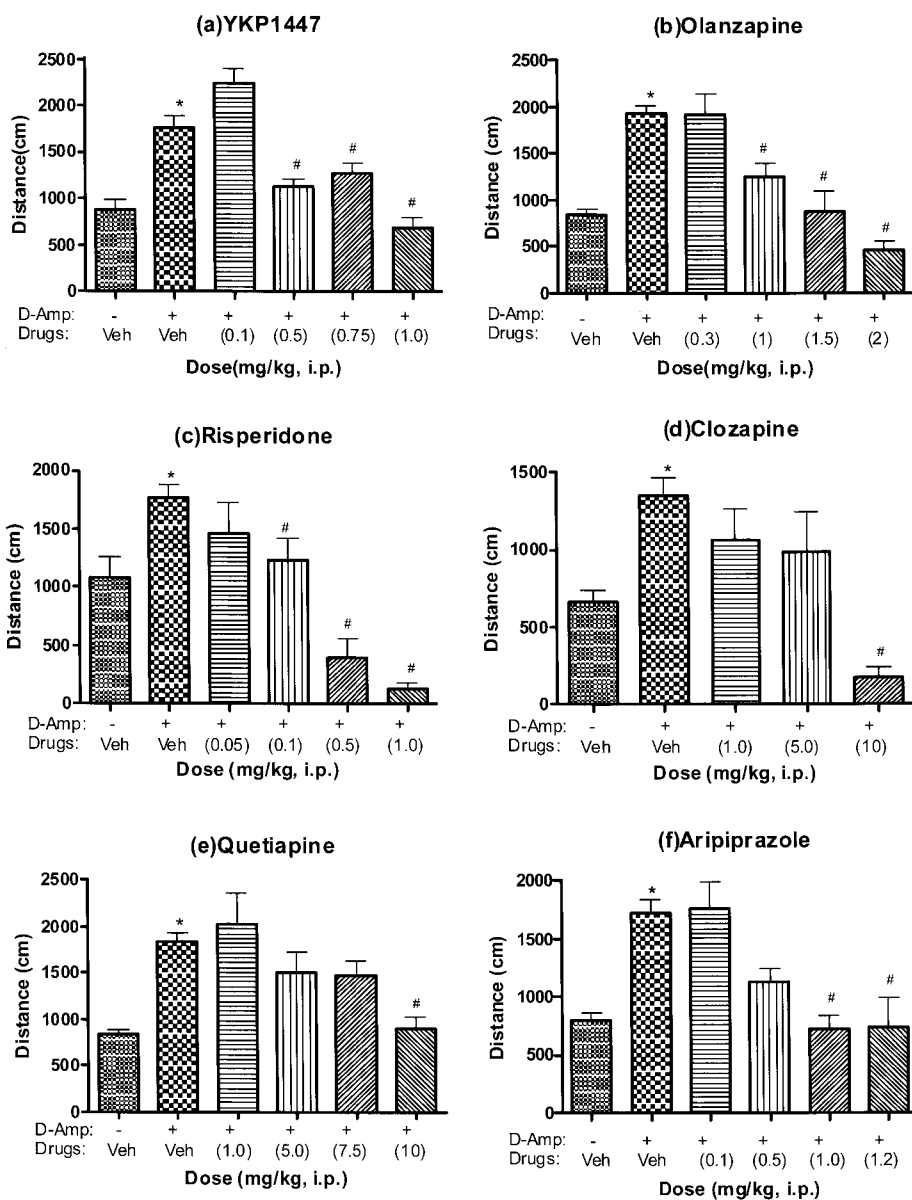 (a)YKP1447
2500
2000
1500
1000
500
0
Distance(cm)
*
#
#
#
D-Amp: - + + + + +
Drugs: Veh Veh (0.1) (0.5) (0.75) (1.0)
Dose(mg/kg, i.p.)
(b)Olanzapine
2500
2000
1500
1000
500
0
Distance (cm)
*
#
#
#
D-Amp: - + + + + +
Drugs: Veh Veh (0.3) (1) (1.5) (2)
Dose(mg/kg, i.p.)
(c)Risperidone
2000
1500
1000
500
0
Distance (cm)
*
#
#
#
D-Amp: - + + + + +
Drugs: Veh Veh (0.05) (0.1) (0.5) (1.0)
Dose (mg/kg, i.p.)
(d)Clozapine
1500
1000
500
0
Distance (cm)
*
#
D-Amp: - + + + +
Drugs: Veh Veh (1.0) (5.0) (10)
Dose (mg/kg, i.p.)
(e)Quetiapine
2500
2000
1500
1000
500
0
Distance (cm)
*
#
D-Amp: - + + + + +
Drugs: Veh Veh (1.0) (5.0) (7.5) (10)
Dose (mg/kg, i.p.)
(f)Aripiprazole
2000
1500
1000
500
0
Distance (cm)
*
#
#
D-Amp: - + + + + +
Drugs: Veh Veh (0.1) (0.5) (1.0) (1.2)
Dose (mg/kg, i.p.)